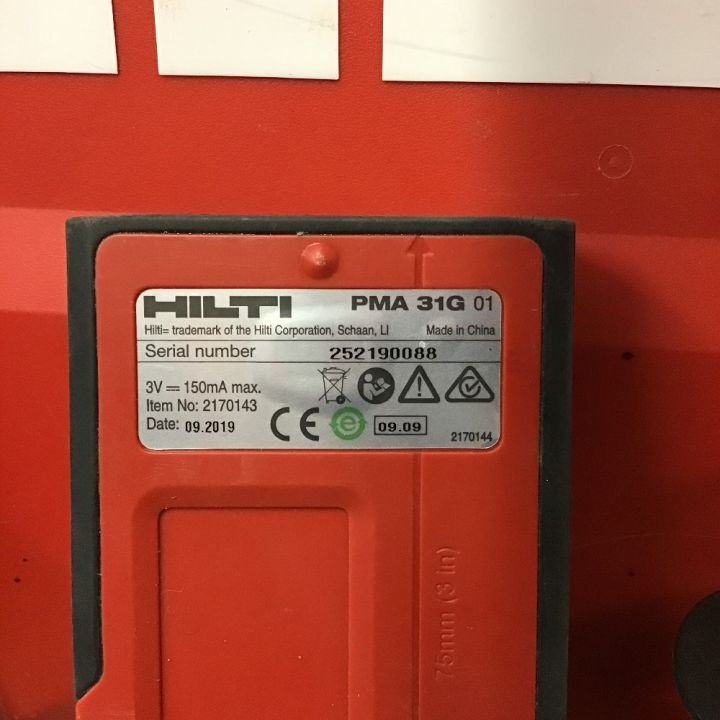 HILTI PMA 31G 01
Hilti= trademark of the Hilti Corporation, Schaan, LI Made in China
Serial number 252190088
3V ⎓ 150mA max.
Item No: 2170143
Date: 09.2019 CE e 09.09
2170144
75mm (3 in)